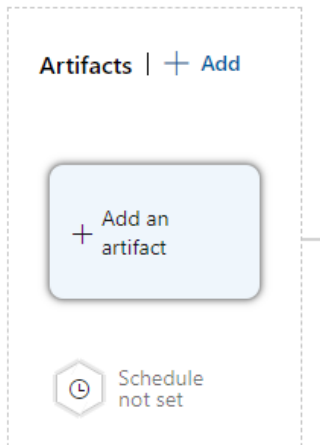 Artifacts | + Add
+ Add an
artifact
Schedule
not set